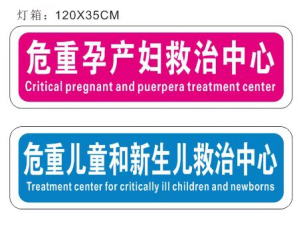 灯箱：120X35CM
危重孕产妇救治中心
Critical pregnant and puerpera treatment center
危重儿童和新生儿救治中心
Treatment center for critically ill children and newborns